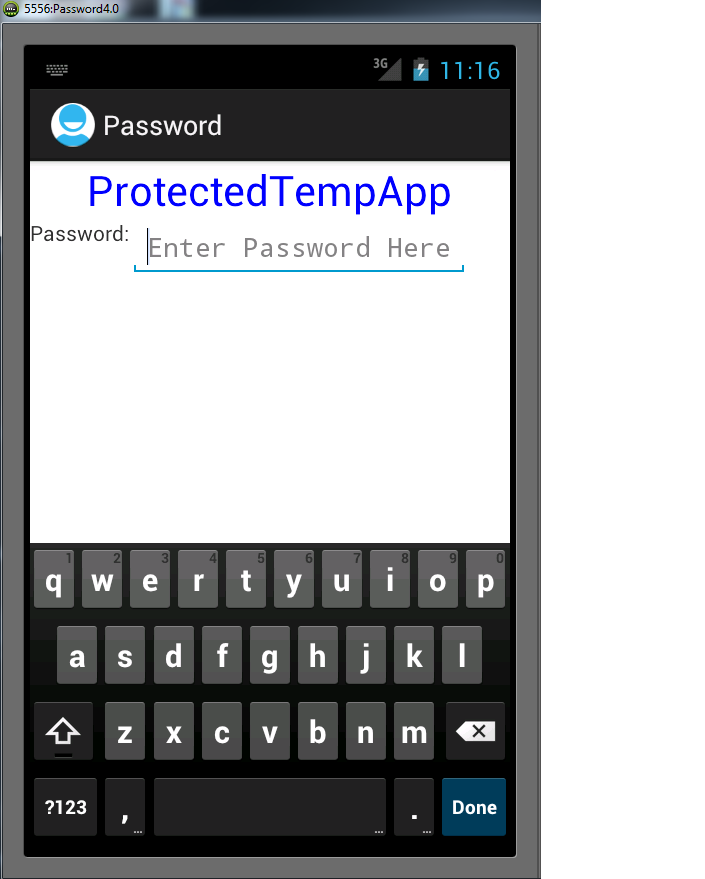 5556:Password4.0
3G 11:16
Password
ProtectedTempApp
Password: Enter Password Here
1 2 3 4 5 6 7 8 9 0
q w e r t y u i o p
a s d f g h j k l
z x c v b n m
?123 , ... ... . ... Done